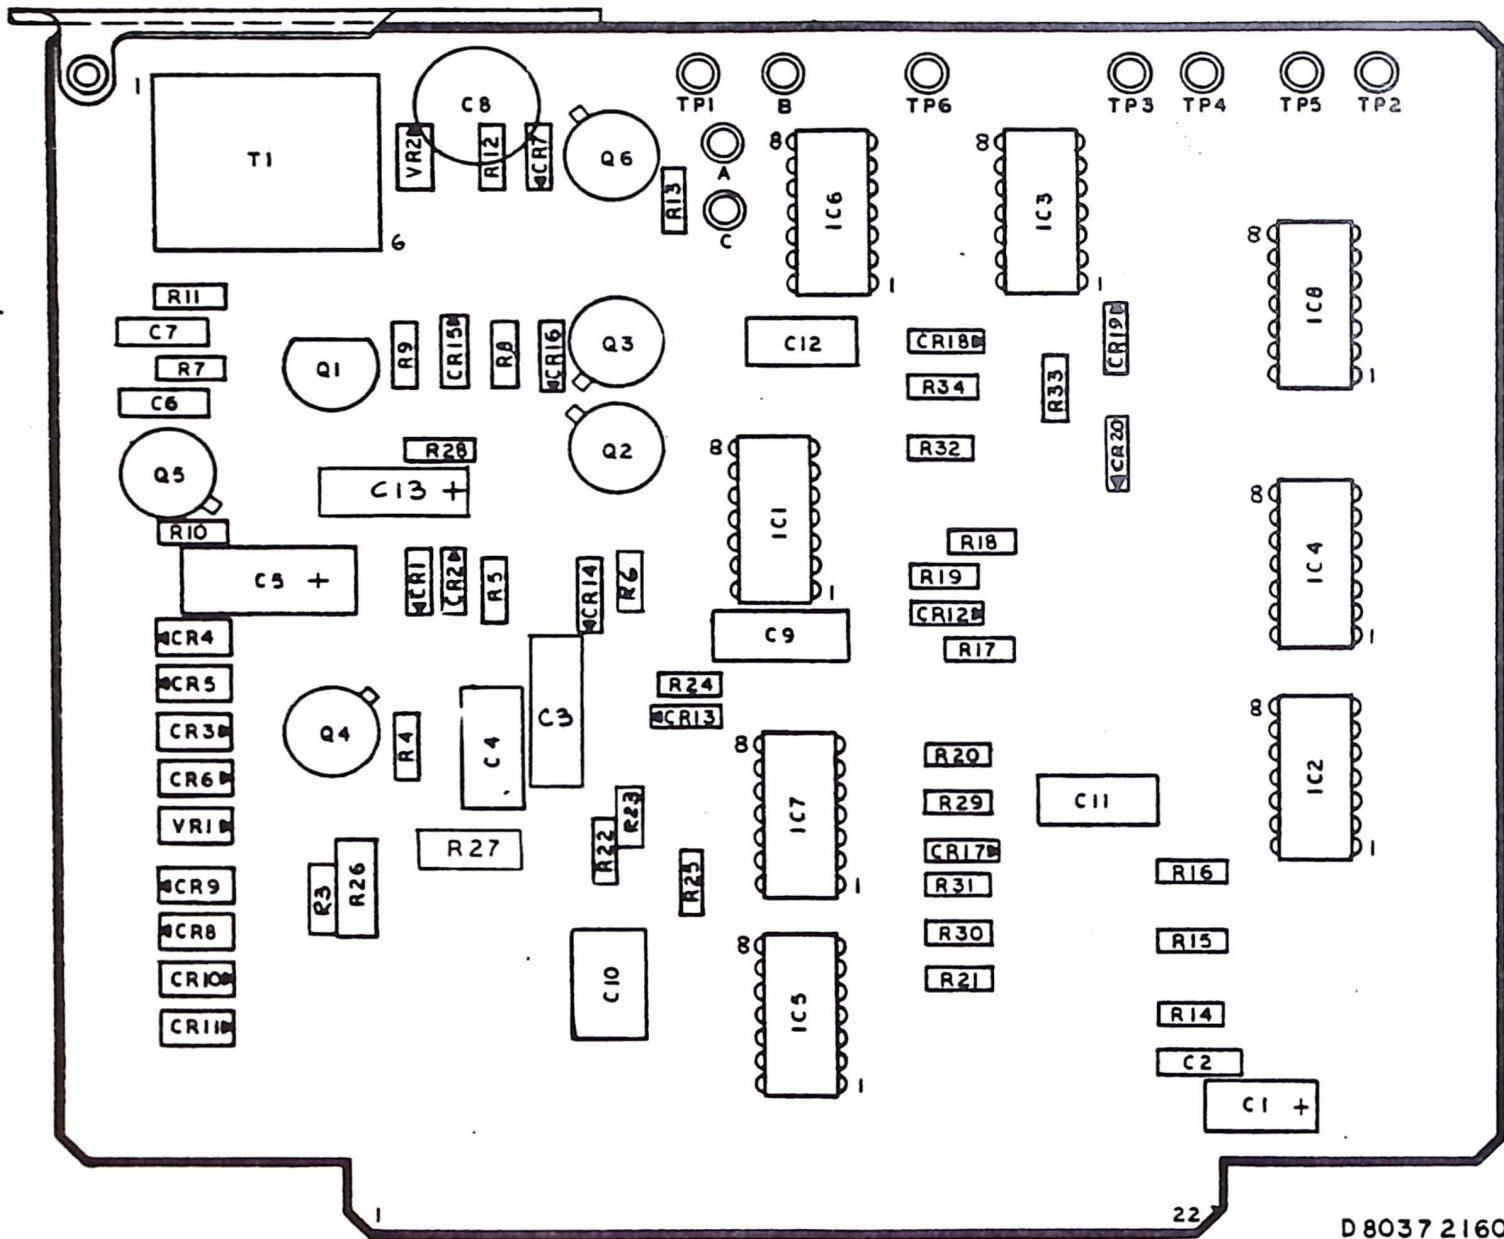 1
T1
6
C8
VR2
R12
CR7
Q6
R13
TP1
B
TP6
TP3
TP4
TP5
TP2
A
C
8
IC6
1
8
IC3
1
8
IC8
1
R11
C7
R7
C6
Q1
R9
CR15
R8
CR16
Q3
C12
CR18
R34
R33
CR19
Q5
R28
C13 +
Q2
8
IC1
1
R32
CR20
8
IC4
1
R10
C5 +
CR1
CR2
R5
CR14
R6
C9
R18
R19
CR12
R17
CR4
CR5
CR3
CR6
VR1
CR9
CR8
CR10
CR11
Q4
R4
C4
C3
R24
CR13
8
IC7
1
R20
R29
CR17
R31
R30
R21
C11
8
IC2
1
R27
R3
R26
R22
R23
R25
C10
8
IC5
1
R16
R15
R14
C2
C1 +
1
22
D80372160